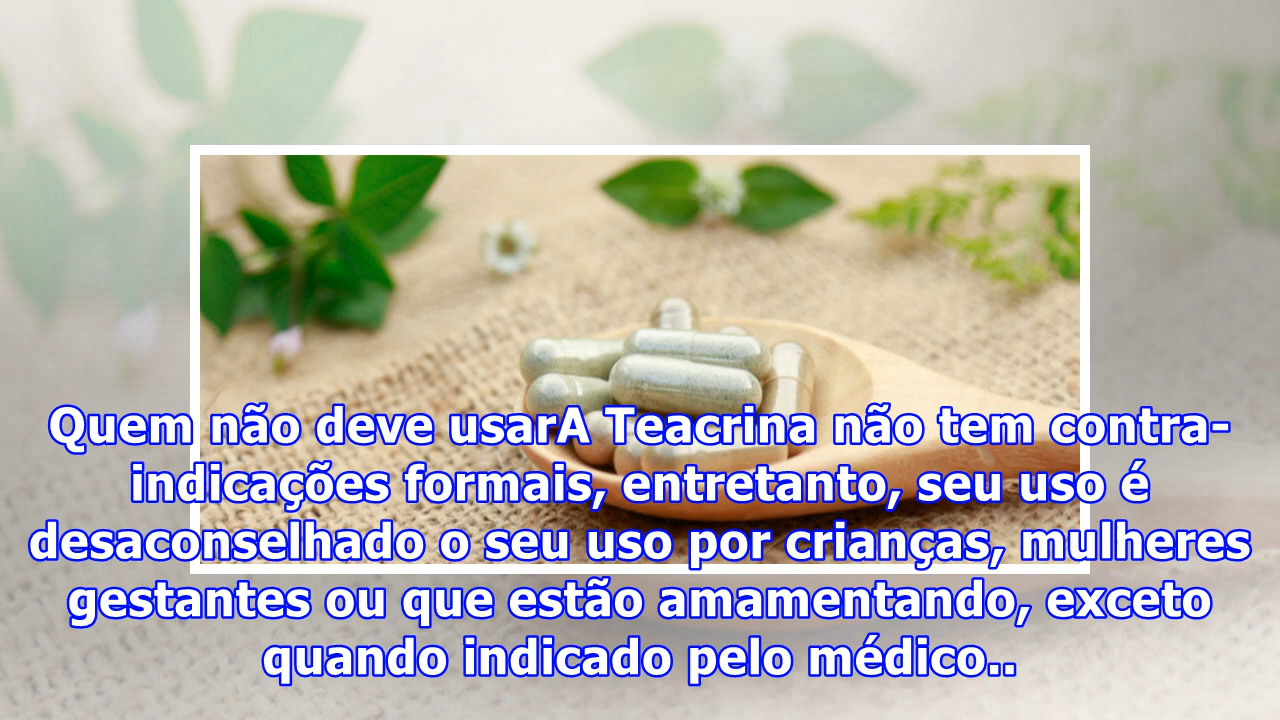 Quem não deve usarA Teacrina não tem contra-
indicações formais, entretanto, seu uso é
desaconselhado o seu uso por crianças, mulheres
gestantes ou que estão amamentando, exceto
quando indicado pelo médico..